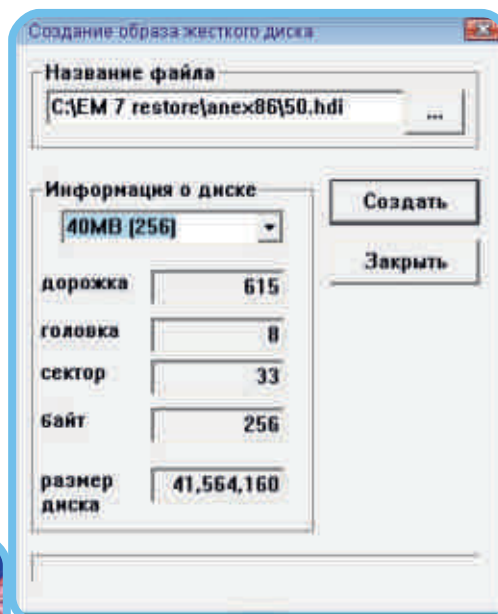 Создание образа жесткого диска
Название файла
C:\EM 7 restore\anex86\50.hdi ...
Информация о диске
40MB (256)
Создать
Закрыть
дорожка 615
головка 8
сектор 33
байт 256
размер диска 41,564,160